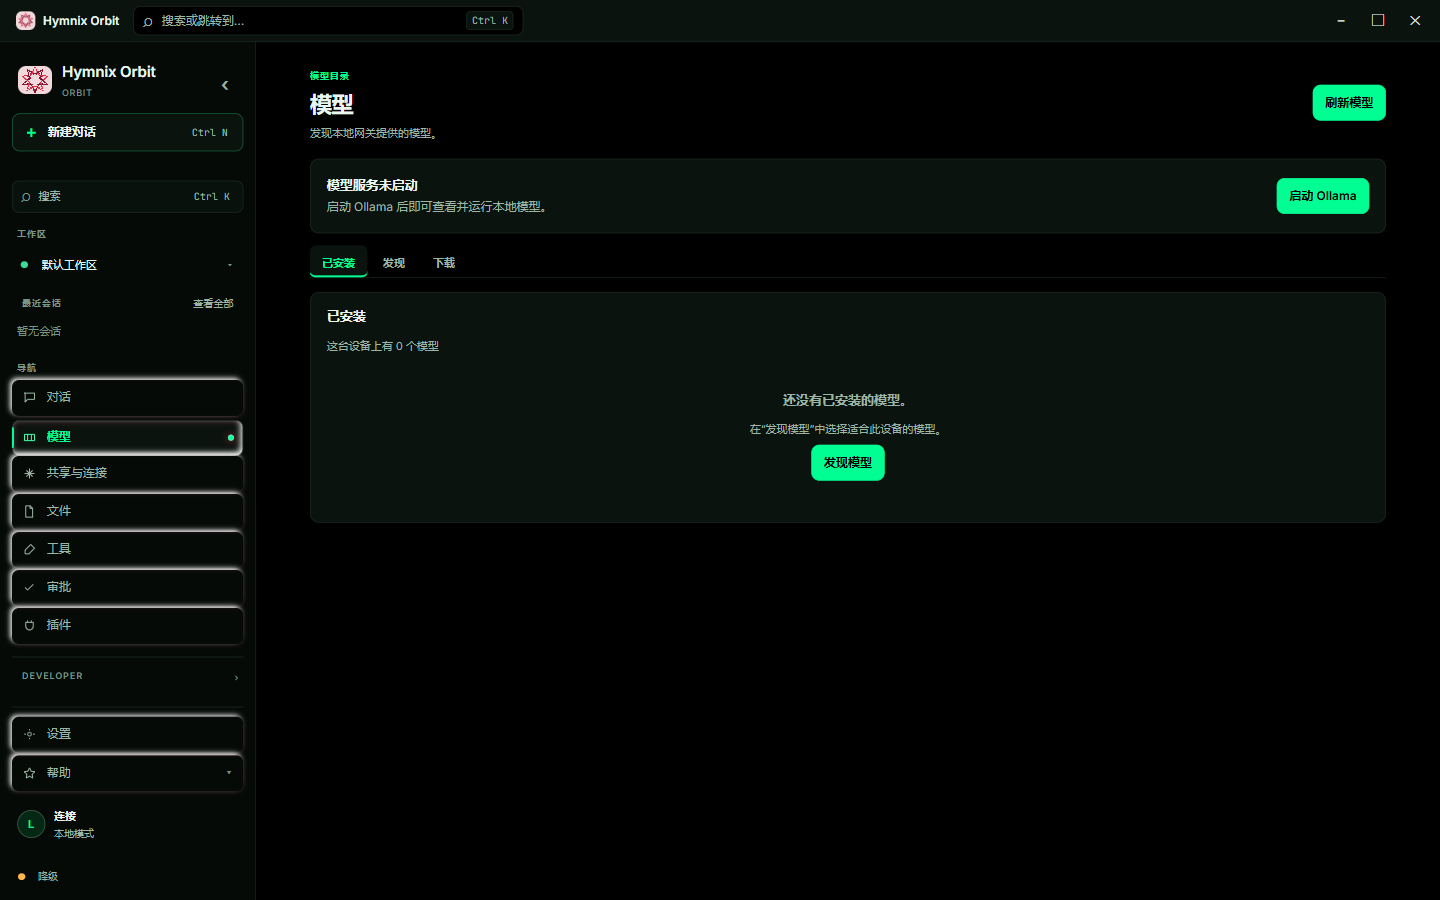 Hymnix Orbit
搜索或跳转到...
Ctrl K
Hymnix Orbit
ORBIT
新建对话
Ctrl N
搜索
Ctrl K
工作区
默认工作区
最近会话
查看全部
暂无会话
导航
对话
模型
共享与连接
文件
工具
审批
插件
DEVELOPER
设置
帮助
L
连接
本地模式
降级
模型目录
模型
发现本地网关提供的模型。
刷新模型
模型服务未启动
启动 Ollama 后即可查看并运行本地模型。
启动 Ollama
已安装
发现
下载
已安装
这台设备上有 0 个模型
还没有已安装的模型。
在“发现模型”中选择适合此设备的模型。
发现模型